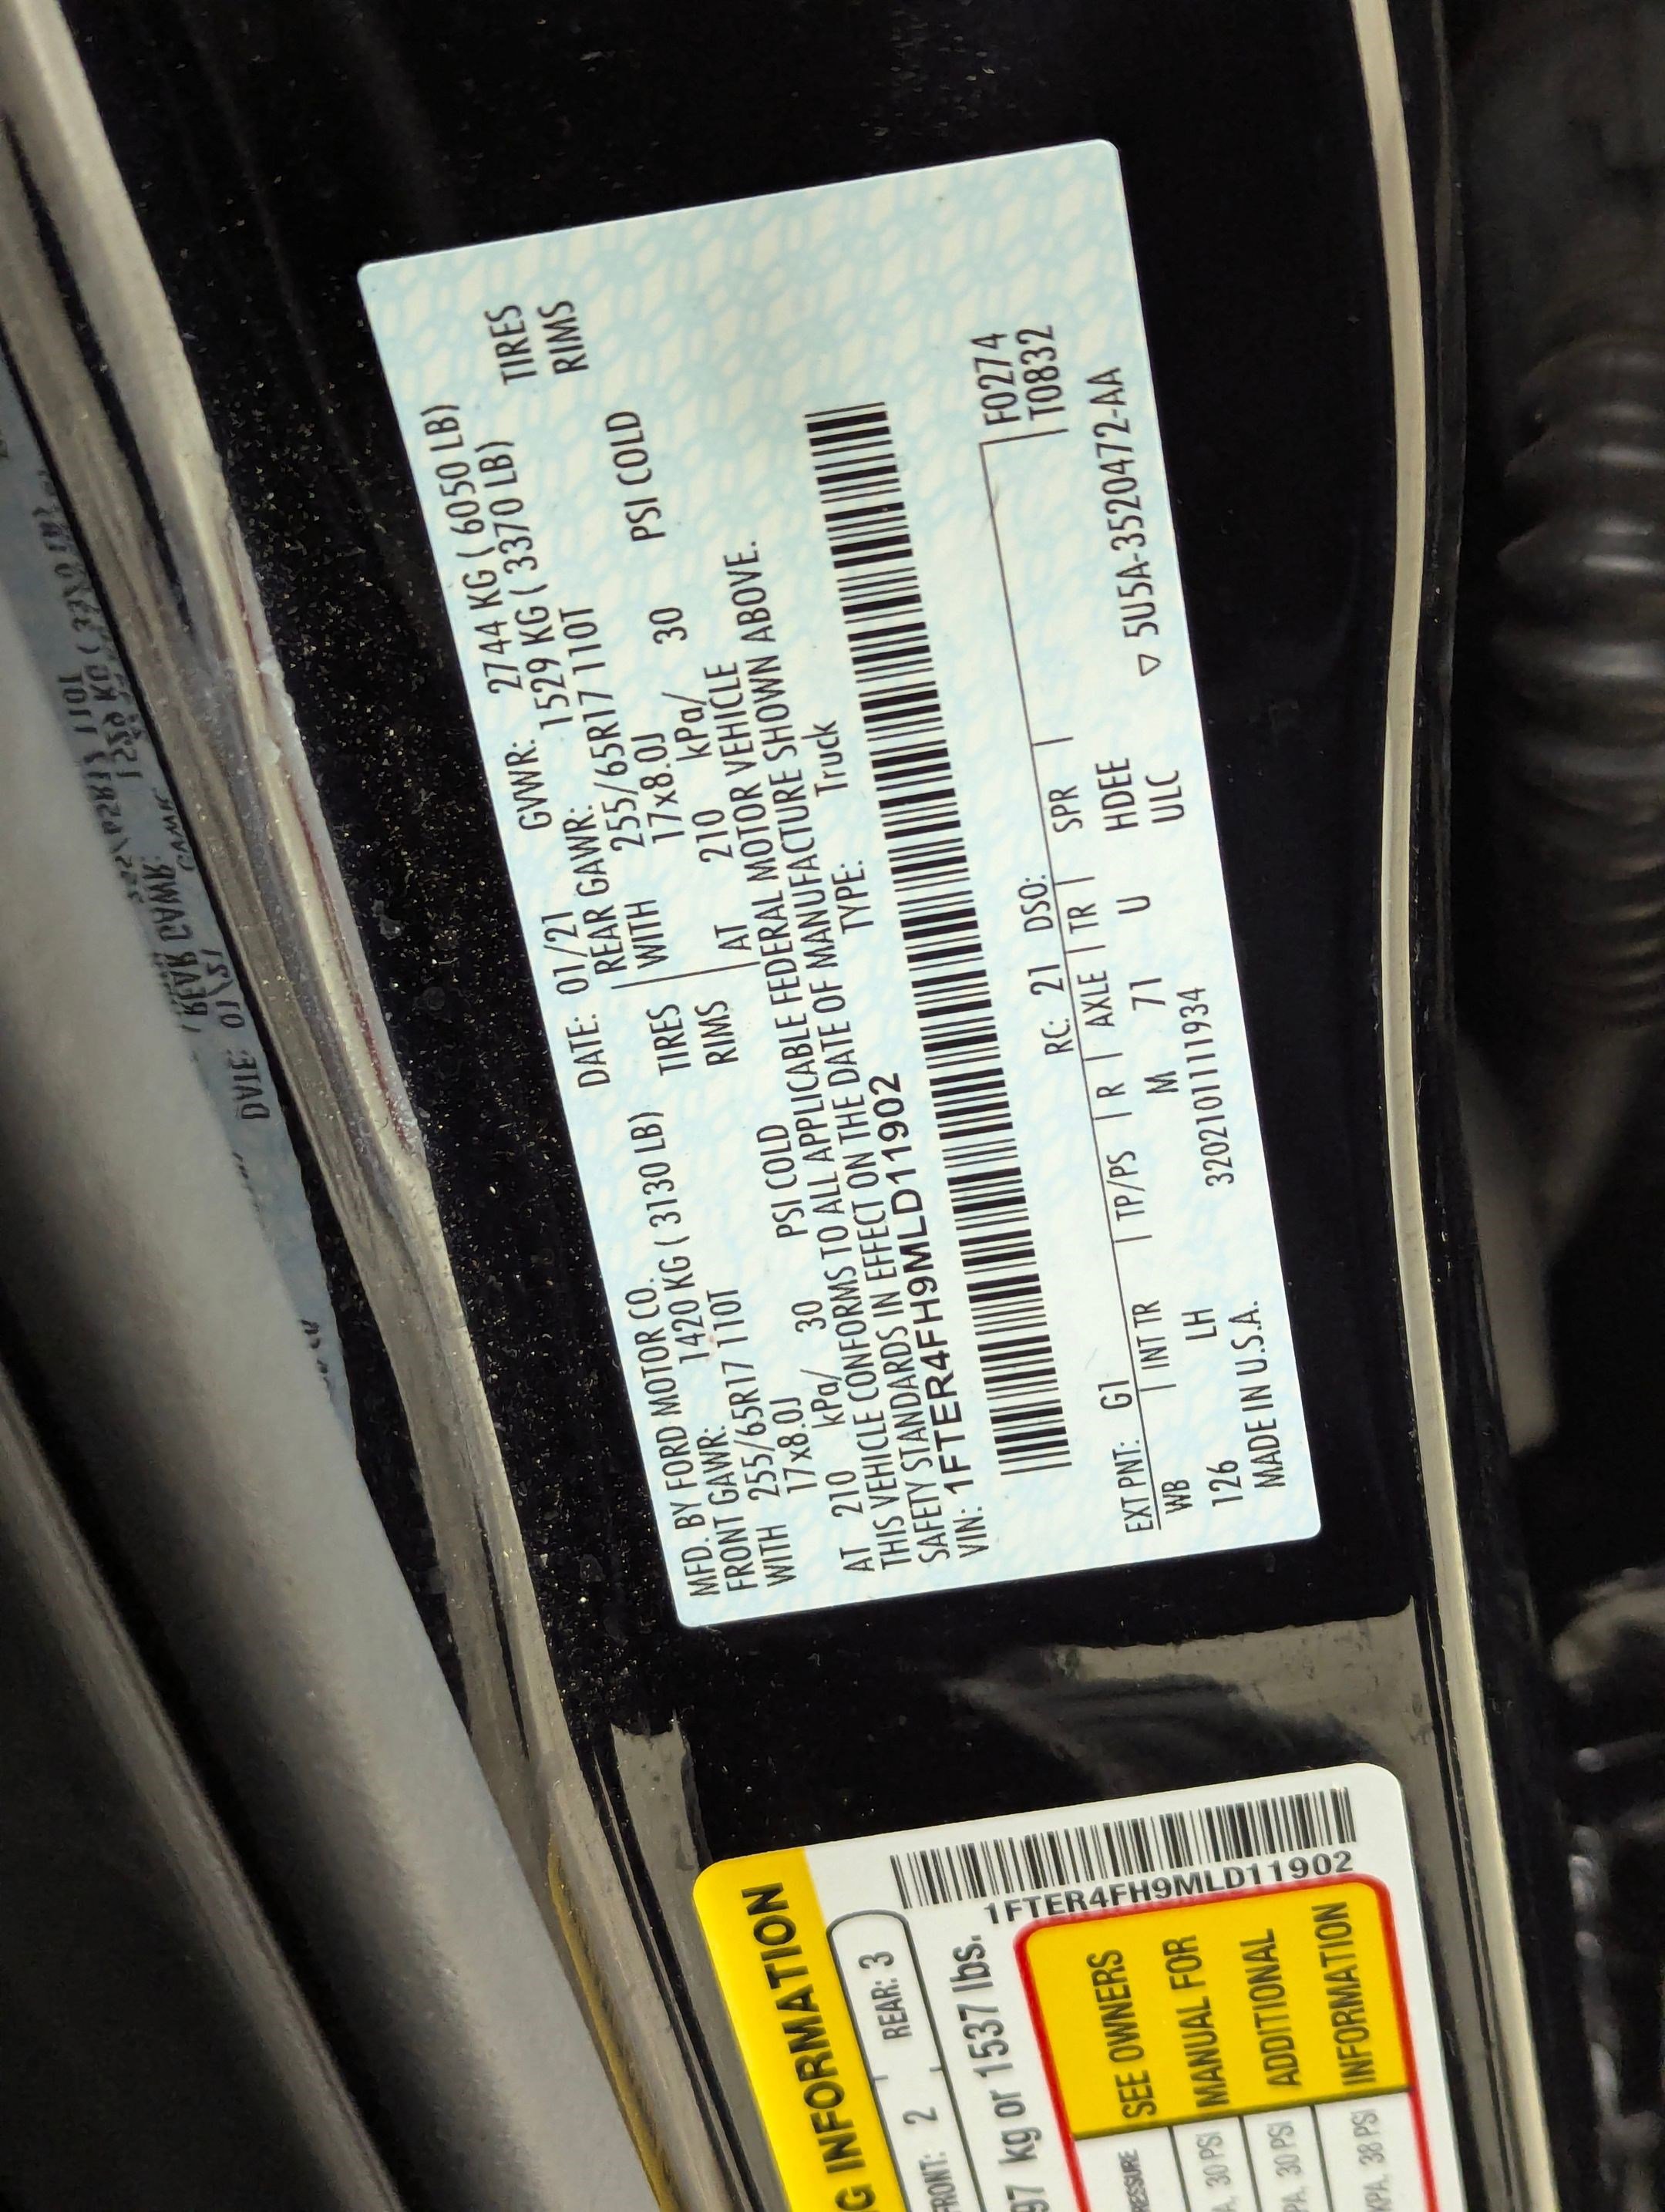 MFD. BY FORD MOTOR CO. DATE: 01/21 GVWR: 2744 KG ( 6050 LB)
FRONT GAWR: 1420 KG ( 3130 LB) REAR GAWR: 1529 KG ( 3370 LB)
WITH 255/65R17 110T TIRES WITH 255/65R17 110T TIRES
17x8.0J RIMS 17x8.0J RIMS
AT 210 kPa/ 30 PSI COLD AT 210 kPa/ 30 PSI COLD
THIS VEHICLE CONFORMS TO ALL APPLICABLE FEDERAL MOTOR VEHICLE
SAFETY STANDARDS IN EFFECT ON THE DATE OF MANUFACTURE SHOWN ABOVE.
VIN: 1FTER4FH9MLD11902 TYPE: Truck
EXT PNT: G1 RC: 21 DSO: F0274
WB INT TR TP/PS R AXLE TR SPR T0832
126 LH M 71 U HDEE
MADE IN U.S.A. 3202101111934 ULC ▽ 5U5A-3520472-AA
G INFORMATION
FRONT: 2 REAR: 3
97 kg or 1537 lbs.
1FTER4FH9MLD11902
SEE OWNERS
MANUAL FOR
ADDITIONAL
INFORMATION
30 PSI
30 PSI
38 PSI